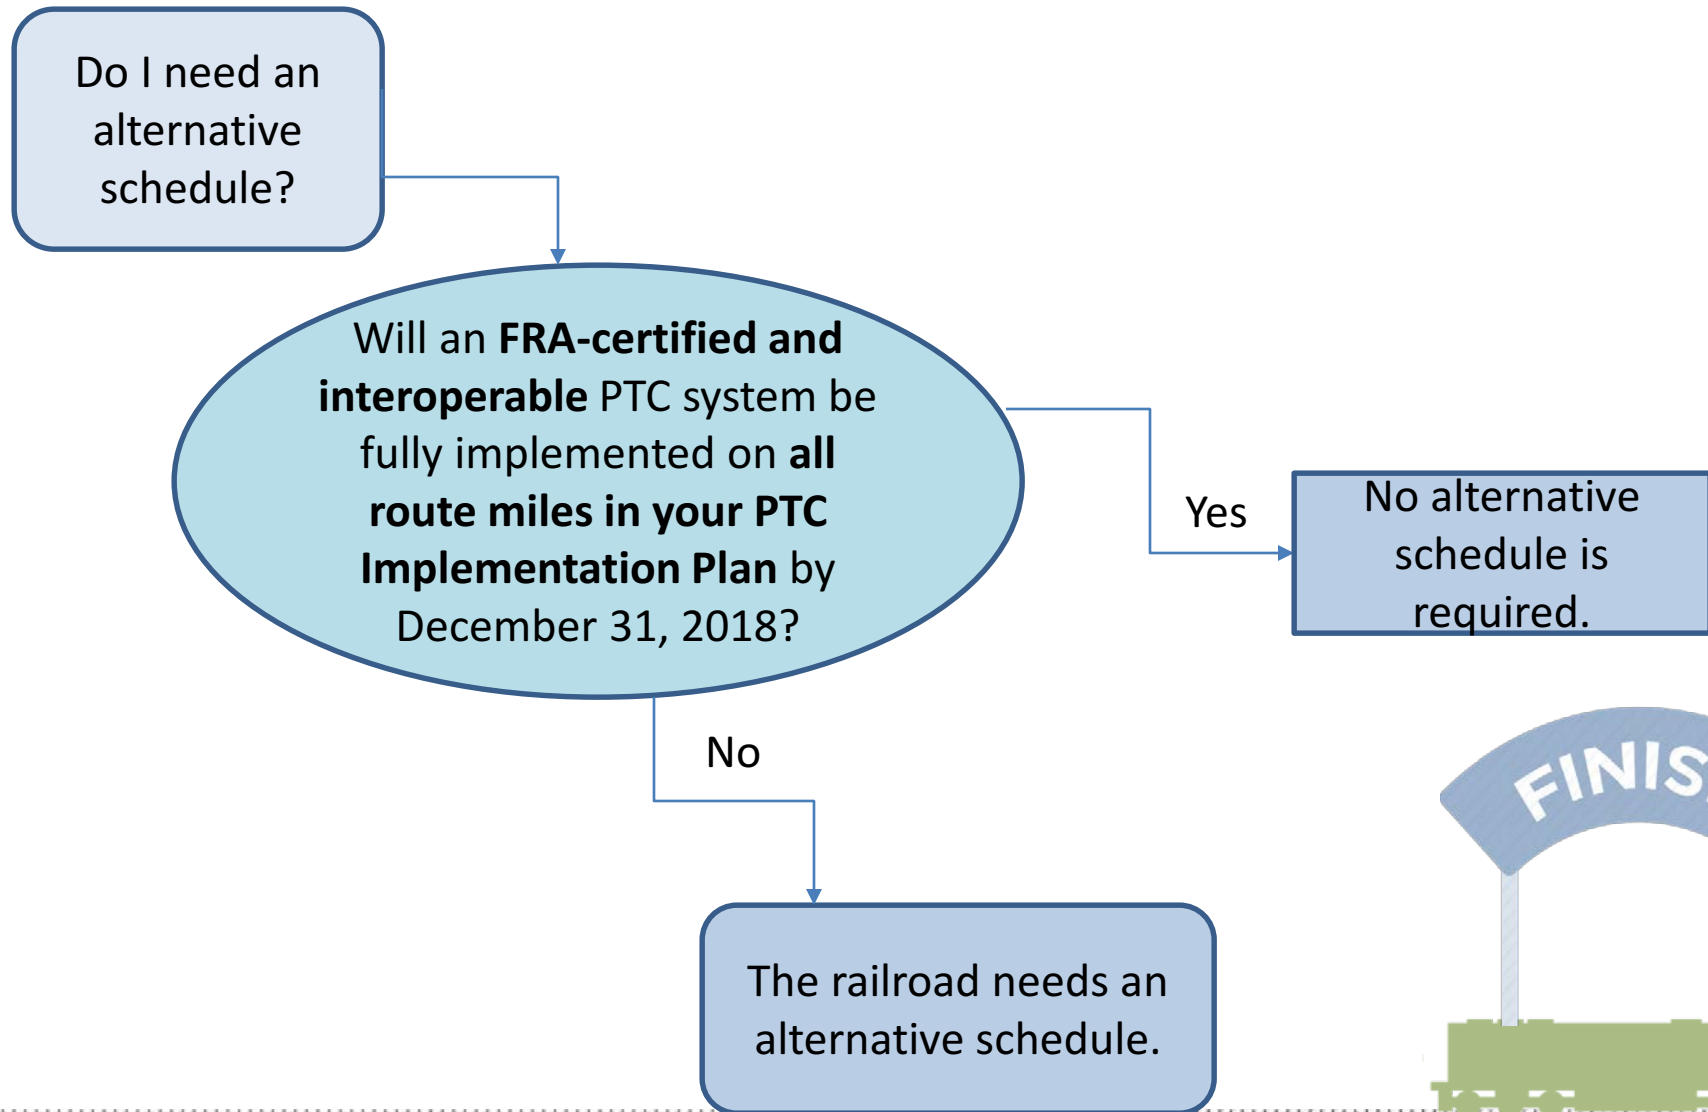 Do I need an
alternative
schedule?
Will an FRA-certified and
interoperable PTC system be
fully implemented on all
route miles in your PTC
Implementation Plan by
December 31, 2018?
Yes
No alternative
schedule is
required.
No
FINIS
The railroad needs an
alternative schedule.